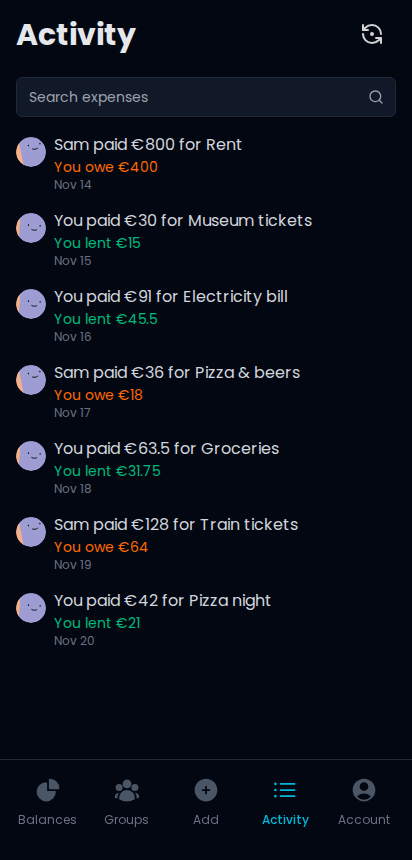 Activity
Search expenses
Sam paid €800 for Rent
You owe €400
Nov 14
You paid €30 for Museum tickets
You lent €15
Nov 15
You paid €91 for Electricity bill
You lent €45.5
Nov 16
Sam paid €36 for Pizza & beers
You owe €18
Nov 17
You paid €63.5 for Groceries
You lent €31.75
Nov 18
Sam paid €128 for Train tickets
You owe €64
Nov 19
You paid €42 for Pizza night
You lent €21
Nov 20
Balances Groups Add Activity Account